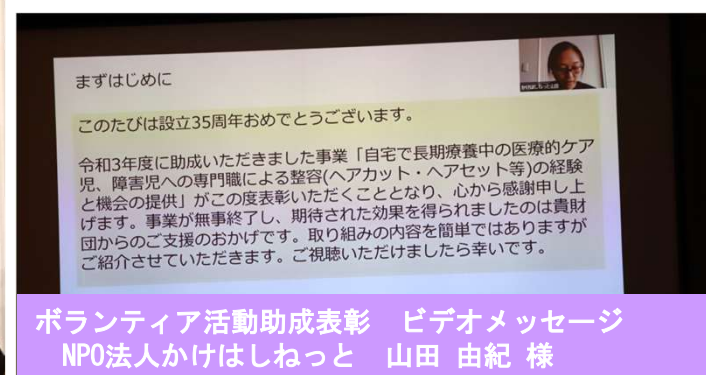 まずはじめに
このたびは設立35周年おめでとうございます。
令和3年度に助成いただきました事業「自宅で長期療養中の医療的ケア
児、障害児への専門職による整容(ヘアカット・ヘアセット等)の経験
と機会の提供」がこの度表彰いただくこととなり、心から感謝申し上
げます。事業が無事終了し、期待された効果を得られましたのは貴財
団からのご支援のおかげです。取り組みの内容を簡単ではありますが
ご紹介させていただきます。ご視聴いただけましたら幸いです。
ボランティア活動助成表彰　ビデオメッセージ
NPO法人かけはしねっと　山田 由紀 様